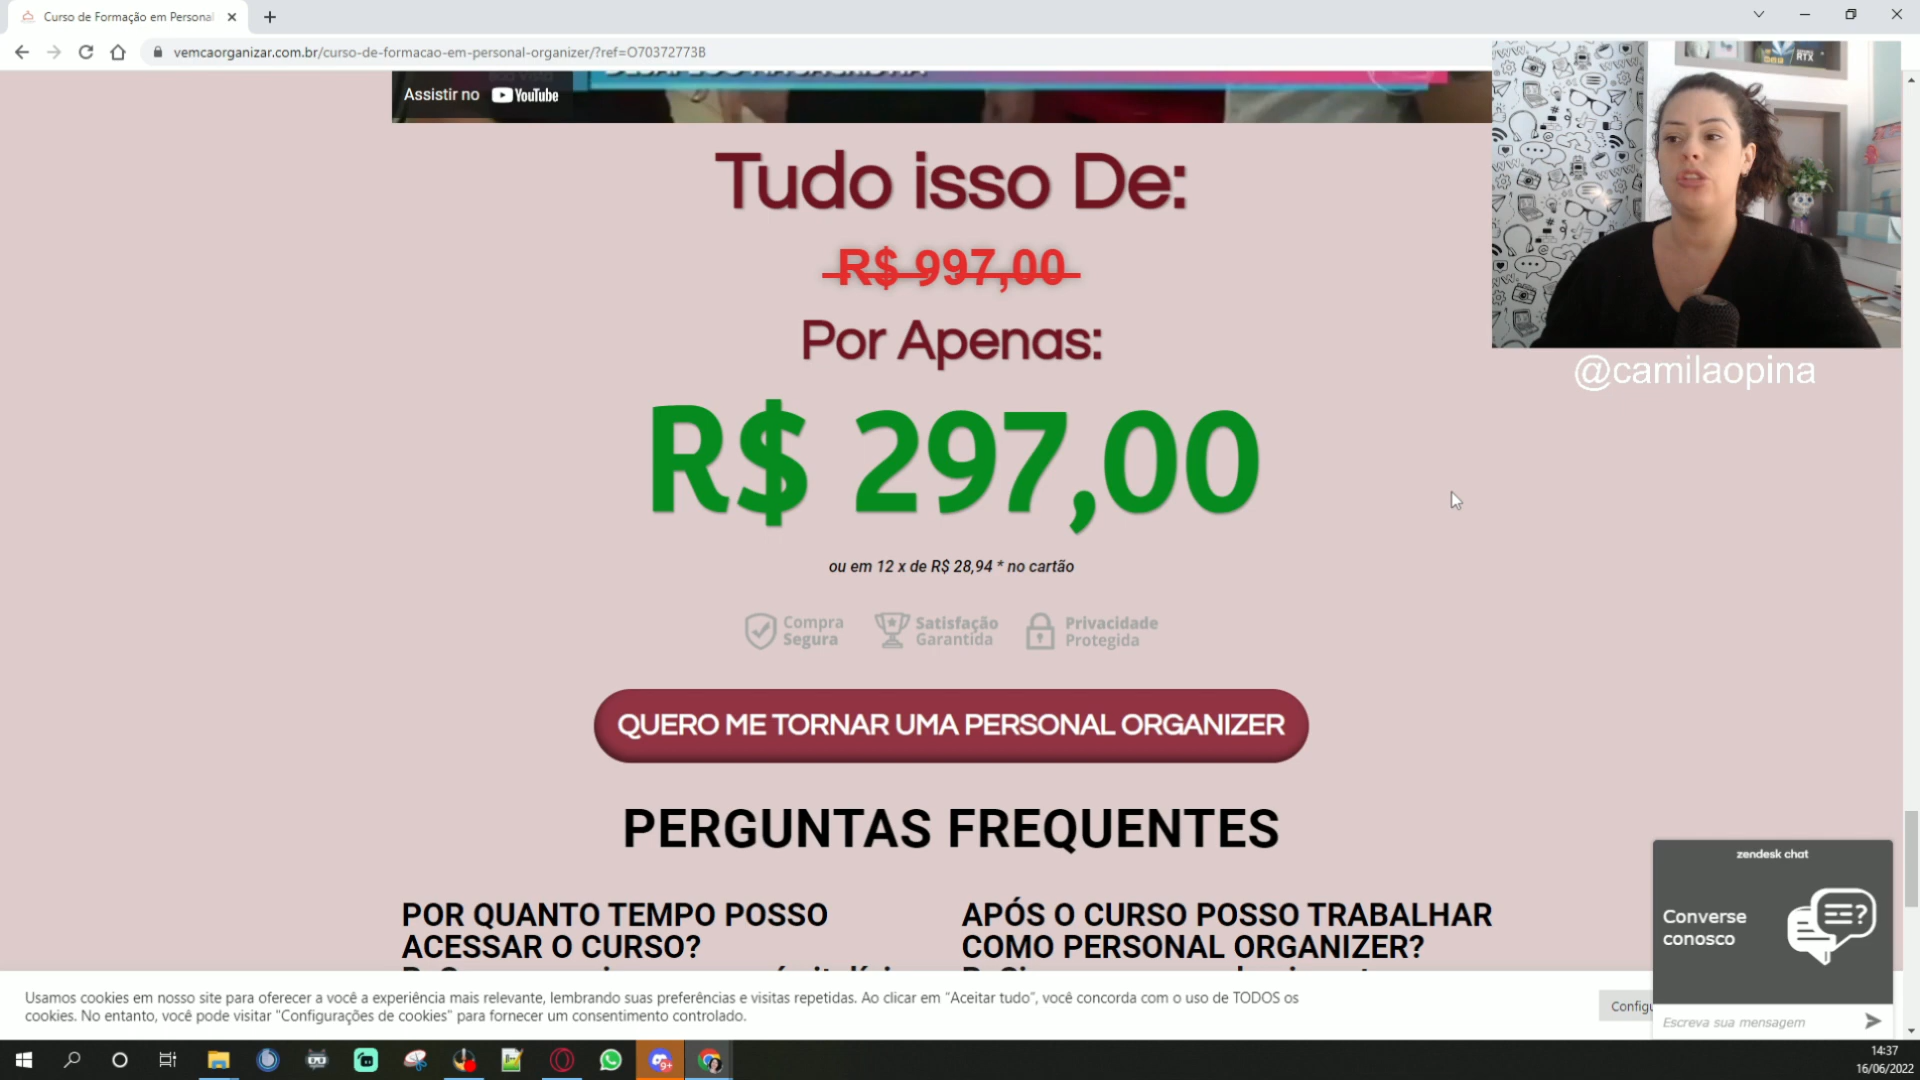 Curso de Formação em Personal
vemcaorganizar.com.br/curso-de-formacao-em-personal-organizer/?ref=O70372773B
Assistir no YouTube
RTX
Tudo isso De:
R$ 997,00
Por Apenas:
@camilaopina
R$ 297,00
ou em 12 x de R$ 28,94 * no cartão
Compra Segura
Satisfação Garantida
Privacidade Protegida
QUERO ME TORNAR UMA PERSONAL ORGANIZER
PERGUNTAS FREQUENTES
POR QUANTO TEMPO POSSO
ACESSAR O CURSO?
APÓS O CURSO POSSO TRABALHAR
COMO PERSONAL ORGANIZER?
zendesk chat
Converse
conosco
Escreva sua mensagem
Usamos cookies em nosso site para oferecer a você a experiência mais relevante, lembrando suas preferências e visitas repetidas. Ao clicar em "Aceitar tudo", você concorda com o uso de TODOS os
cookies. No entanto, você pode visitar "Configurações de cookies" para fornecer um consentimento controlado.
Configu
9+
14:37
16/06/2022